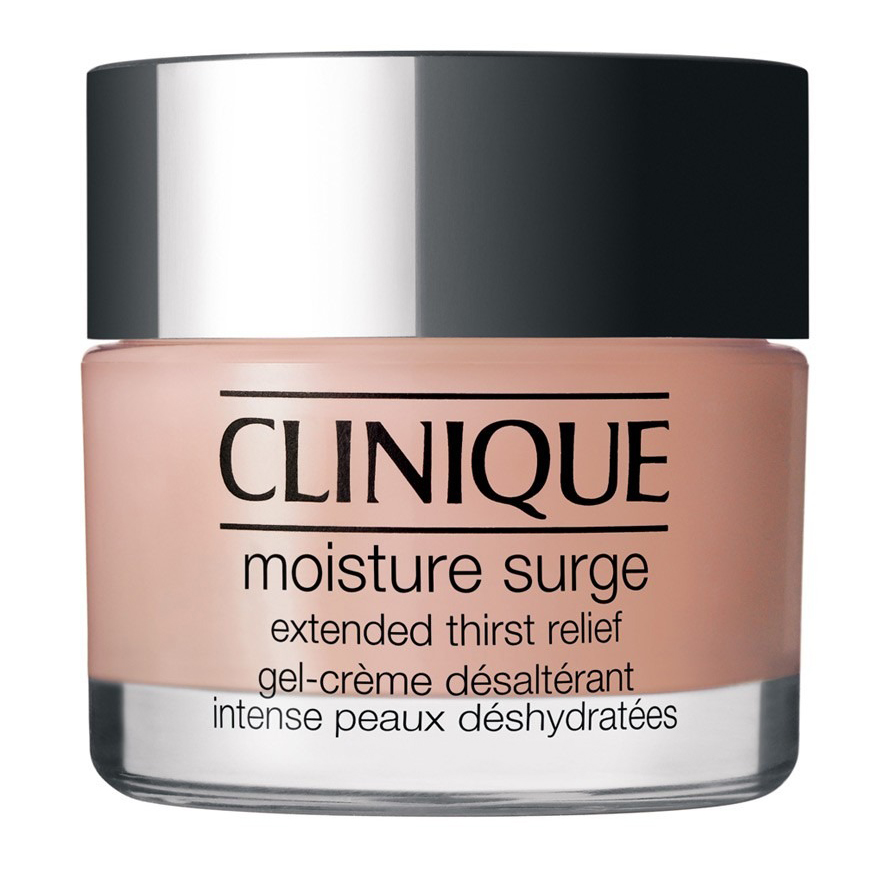 CLINIQUE
moisture surge
extended thirst relief
gel-crème désaltérant
intense peaux déshydratées